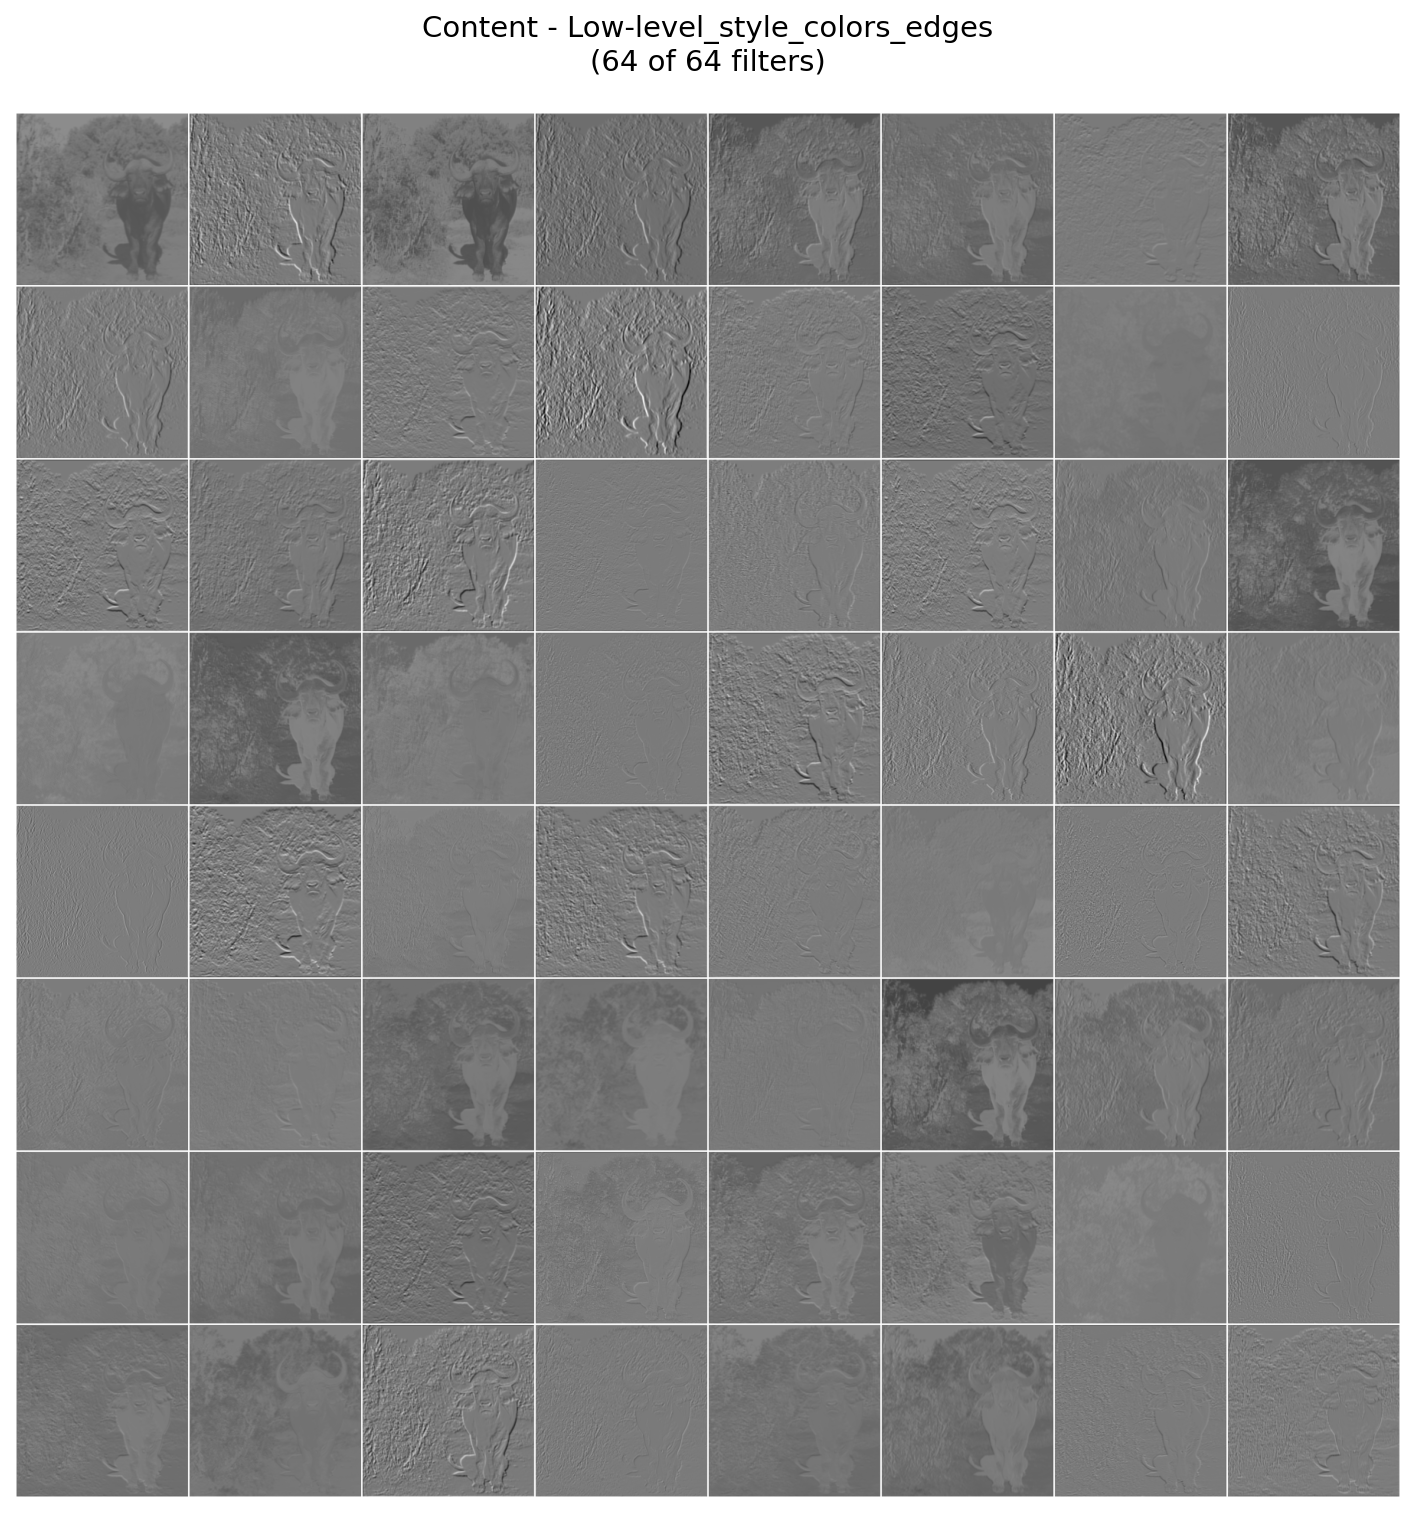 Content - Low-level_style_colors_edges
(64 of 64 filters)